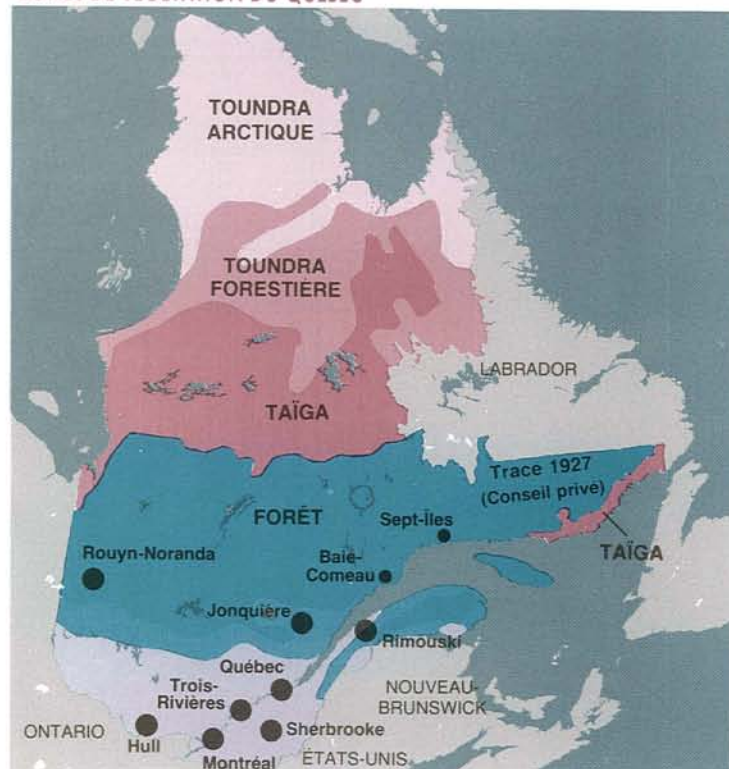 TOUNDRA
ARCTIQUE
TOUNDRA
FORESTIÈRE
LABRADOR
TAÏGA
Trace 1927
(Conseil privé)
FORÊT
Sept-Îles
TAÏGA
Rouyn-Noranda
Baie-
Comeau
Jonquière
Rimouski
Québec
Trois-
Rivières
NOUVEAU-
BRUNSWICK
ONTARIO
Hull
Sherbrooke
Montréal
ÉTATS-UNIS